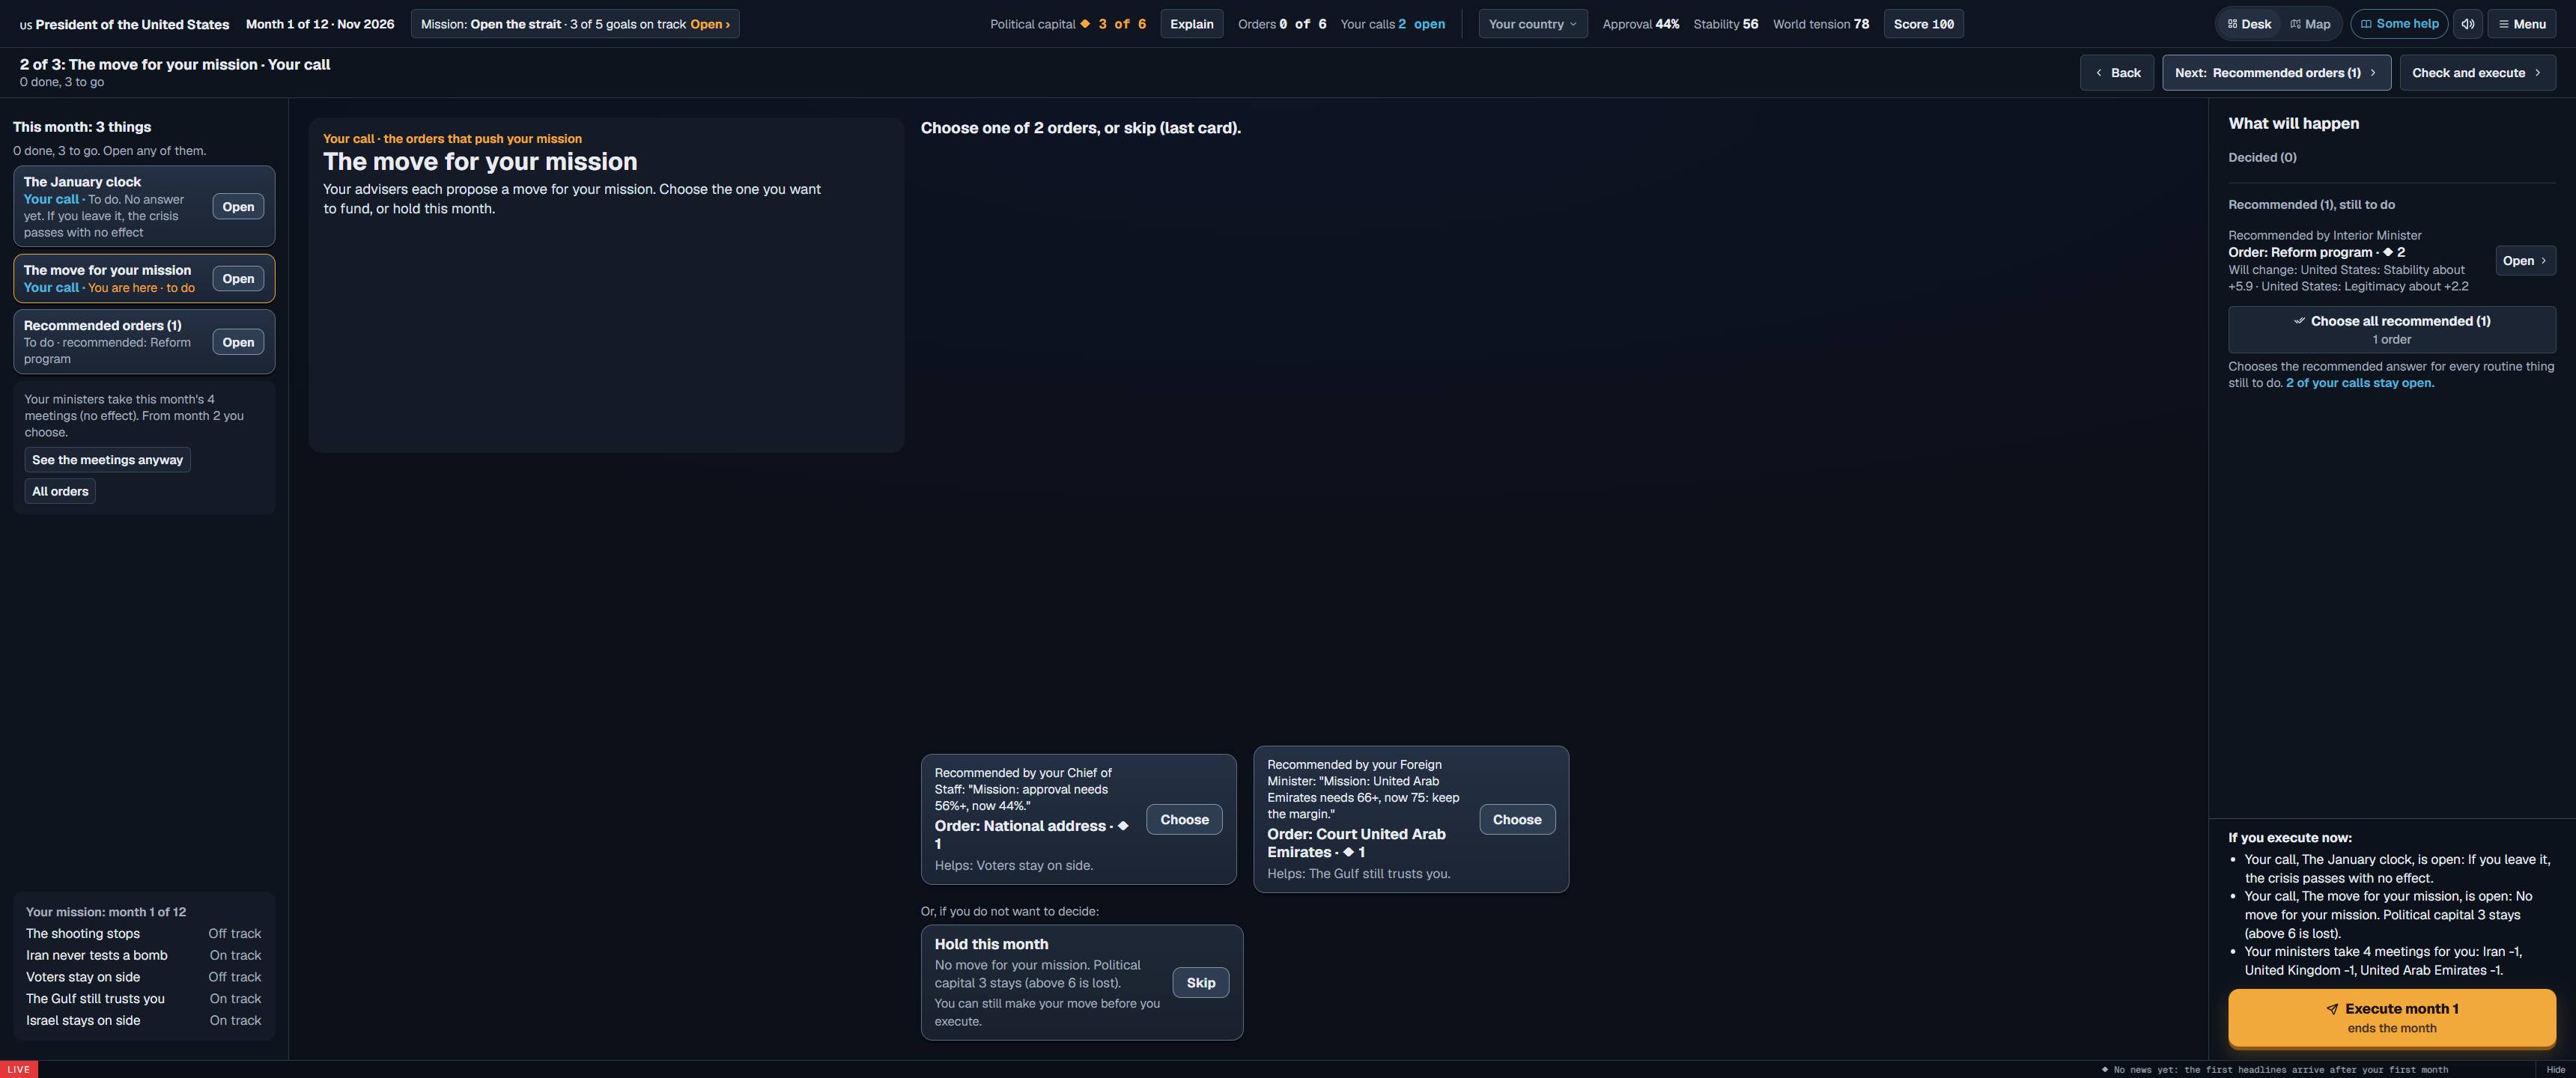 US President of the United States
Month 1 of 12 · Nov 2026
Mission: Open the strait · 3 of 5 goals on track Open ›
Political capital ◆ 3 of 6
Explain
Orders 0 of 6
Your calls 2 open
Your country
Approval 44%
Stability 56
World tension 78
Score 100
Desk
Map
Some help
Menu
2 of 3: The move for your mission · Your call
0 done, 3 to go
Back
Next: Recommended orders (1)
Check and execute
This month: 3 things
0 done, 3 to go. Open any of them.
The January clock
Your call · To do. No answer
yet. If you leave it, the crisis
passes with no effect
Open
The move for your mission
Your call · You are here · to do
Open
Recommended orders (1)
To do · recommended: Reform
program
Open
Your ministers take this month's 4
meetings (no effect). From month 2 you
choose.
See the meetings anyway
All orders
Your mission: month 1 of 12
The shooting stops Off track
Iran never tests a bomb On track
Voters stay on side Off track
The Gulf still trusts you On track
Israel stays on side On track
Your call · the orders that push your mission
The move for your mission
Your advisers each propose a move for your mission. Choose the one you want
to fund, or hold this month.
Choose one of 2 orders, or skip (last card).
Recommended by your Chief of
Staff: "Mission: approval needs
56%+, now 44%."
Order: National address · ◆
1
Helps: Voters stay on side.
Choose
Recommended by your Foreign
Minister: "Mission: United Arab
Emirates needs 66+, now 75: keep
the margin."
Order: Court United Arab
Emirates · ◆ 1
Helps: The Gulf still trusts you.
Choose
Or, if you do not want to decide:
Hold this month
No move for your mission. Political
capital 3 stays (above 6 is lost).
You can still make your move before you
execute.
Skip
What will happen
Decided (0)
Recommended (1), still to do
Recommended by Interior Minister
Order: Reform program · ◆ 2
Will change: United States: Stability about
+5.9 · United States: Legitimacy about +2.2
Open
Choose all recommended (1)
1 order
Chooses the recommended answer for every routine thing
still to do. 2 of your calls stay open.
If you execute now:
• Your call, The January clock, is open: If you leave it,
the crisis passes with no effect.
• Your call, The move for your mission, is open: No
move for your mission. Political capital 3 stays
(above 6 is lost).
• Your ministers take 4 meetings for you: Iran -1,
United Kingdom -1, United Arab Emirates -1.
Execute month 1
ends the month
LIVE
◆ No news yet: the first headlines arrive after your first month
Hide